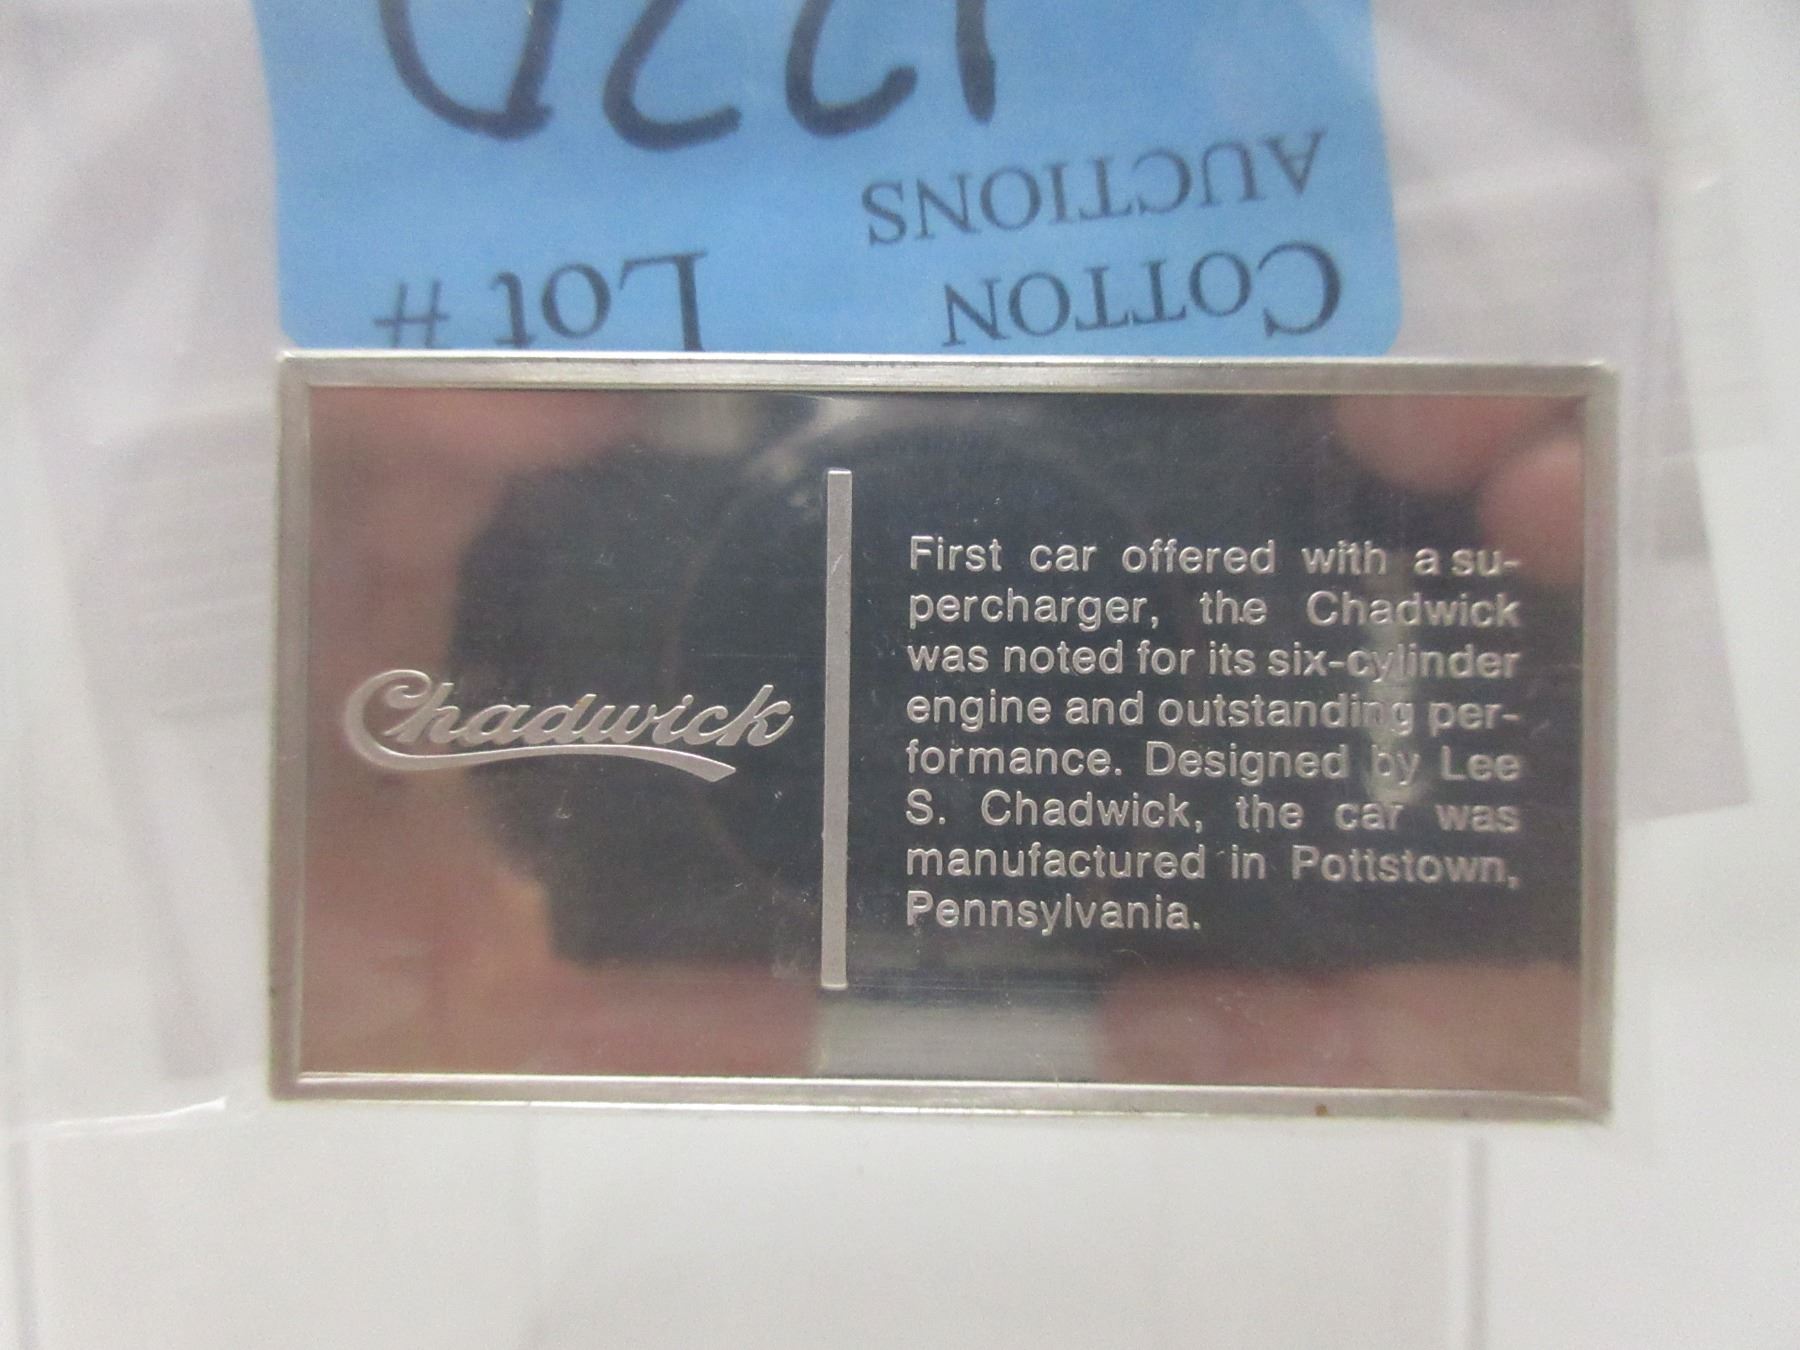 COTTON
AUCTIONS
Lot #
Chadwick
First car offered with a su-
percharger, the Chadwick
was noted for its six-cylinder
engine and outstanding per-
formance. Designed by Lee
S. Chadwick, the car was
manufactured in Pottstown,
Pennsylvania.